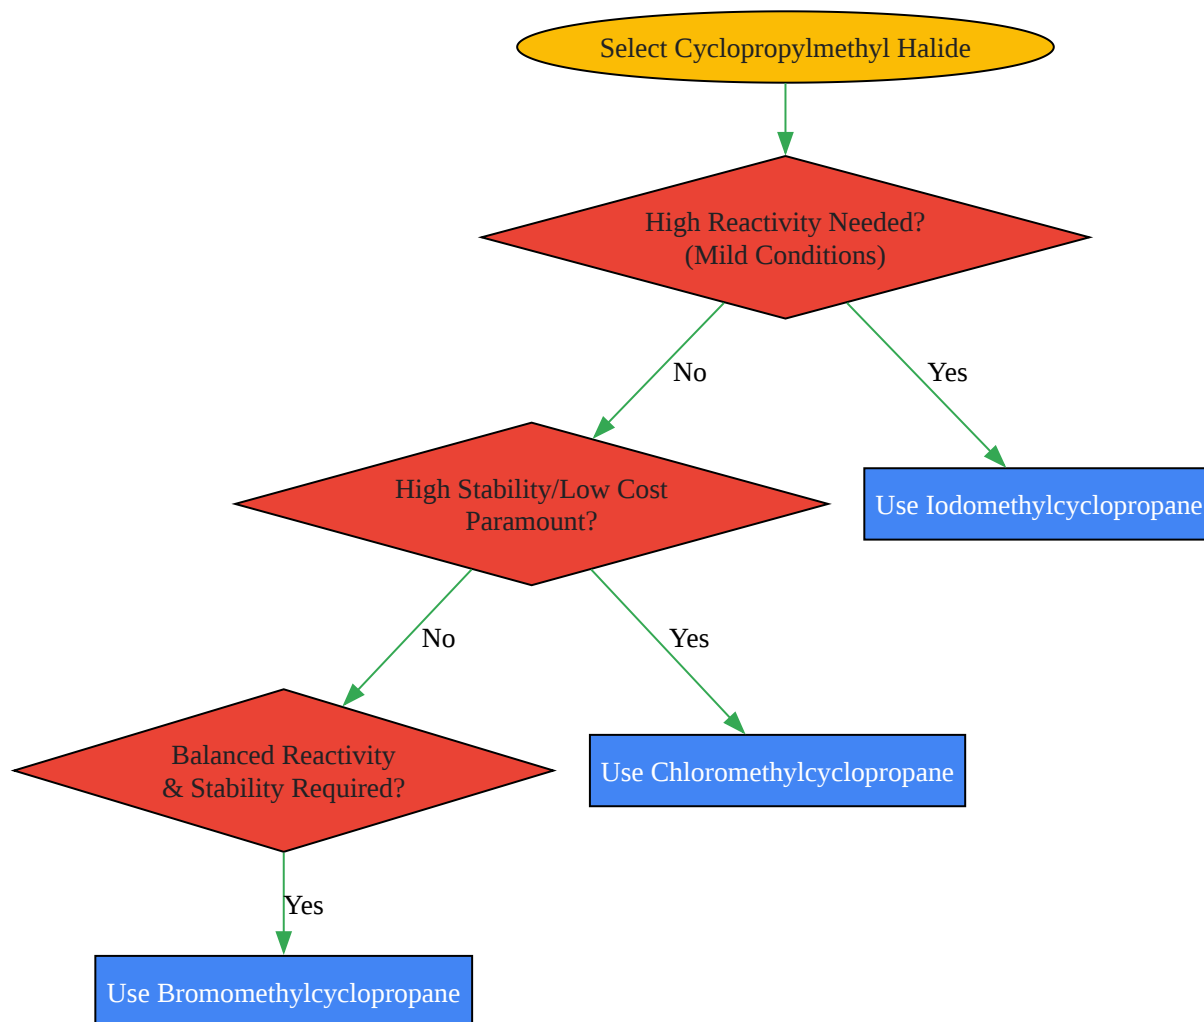 Select Cyclopropylmethyl Halide
High Reactivity Needed?
(Mild Conditions)
No
Yes
High Stability/Low Cost
Paramount?
Use Iodomethylcyclopropane
No
Yes
Balanced Reactivity
& Stability Required?
Use Chloromethylcyclopropane
Yes
Use Bromomethylcyclopropane